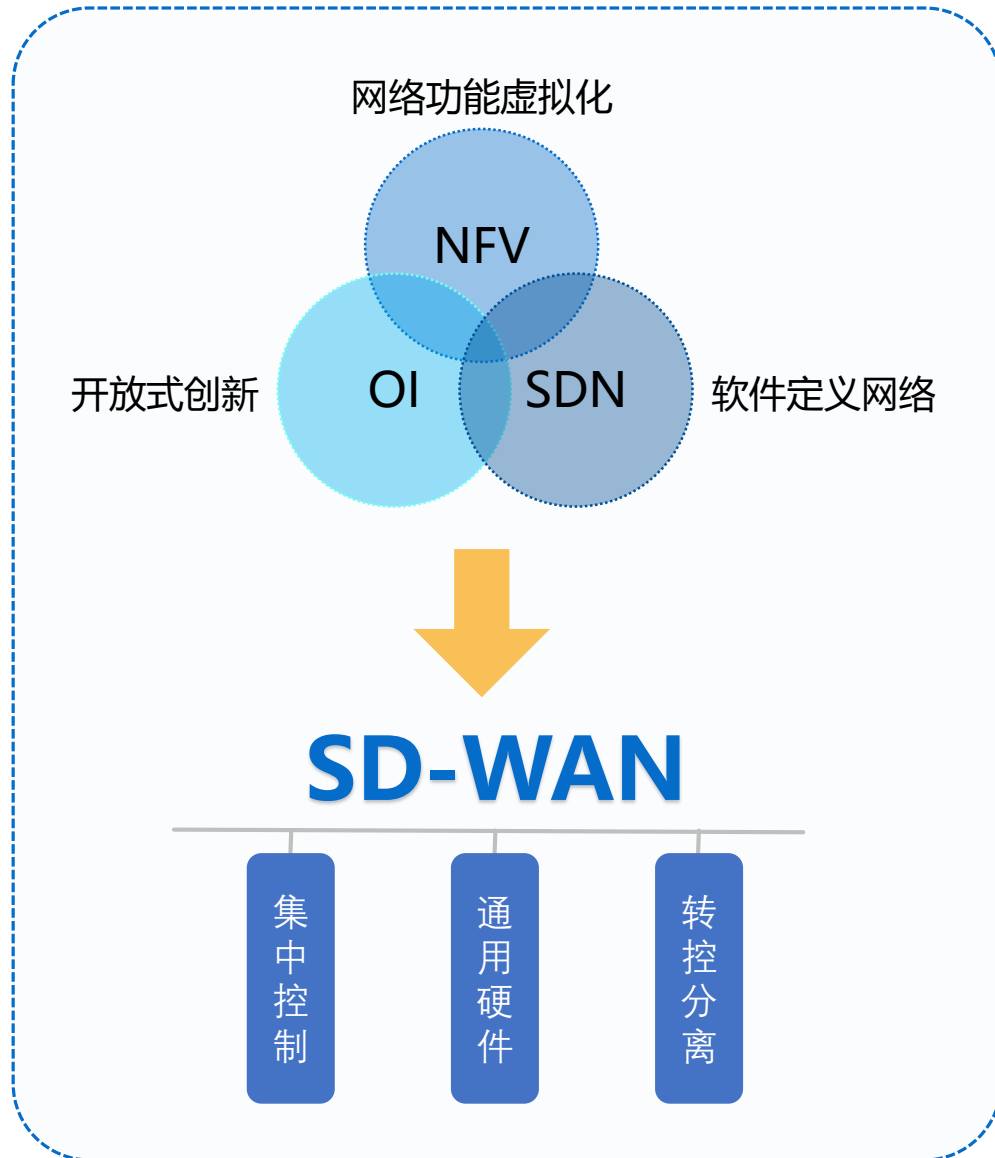 网络功能虚拟化
NFV
开放式创新
OI
SDN
软件定义网络
SD-WAN
集中控制
通用硬件
转控分离